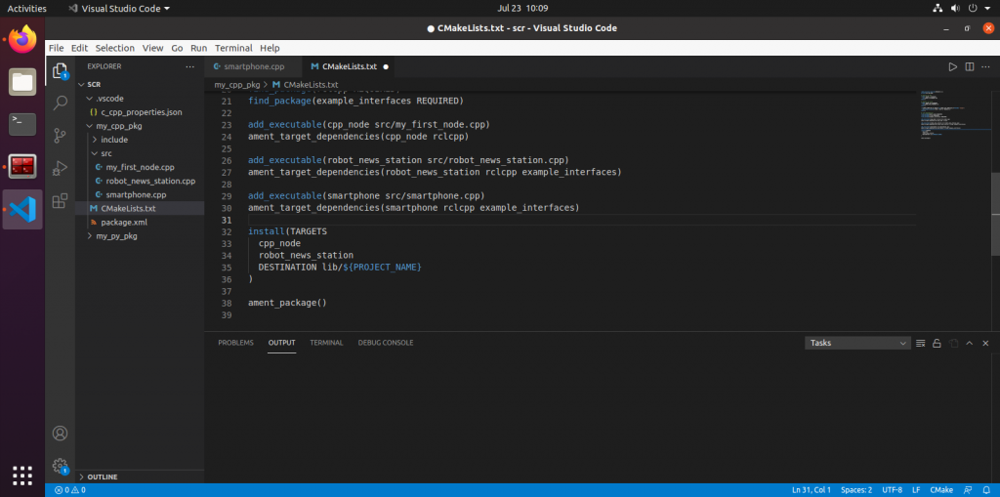 Activities
Visual Studio Code
Jul 23 10:09
● CMakeLists.txt - scr - Visual Studio Code
File Edit Selection View Go Run Terminal Help
EXPLORER
SCR
.vscode
{} c_cpp_properties.json
my_cpp_pkg
include
src
my_first_node.cpp
robot_news_station.cpp
smartphone.cpp
CMakeLists.txt
package.xml
my_py_pkg
OUTLINE
smartphone.cpp
CMakeLists.txt
my_cpp_pkg > CMakeLists.txt
21 find_package(example_interfaces REQUIRED)
22
23 add_executable(cpp_node src/my_first_node.cpp)
24 ament_target_dependencies(cpp_node rclcpp)
25
26 add_executable(robot_news_station src/robot_news_station.cpp)
27 ament_target_dependencies(robot_news_station rclcpp example_interfaces)
28
29 add_executable(smartphone src/smartphone.cpp)
30 ament_target_dependencies(smartphone rclcpp example_interfaces)
31
32 install(TARGETS
33 cpp_node
34 robot_news_station
35 DESTINATION lib/${PROJECT_NAME}
36 )
37
38 ament_package()
39
PROBLEMS OUTPUT TERMINAL DEBUG CONSOLE
Tasks
0 0
Ln 31, Col 1 Spaces: 2 UTF-8 LF CMake